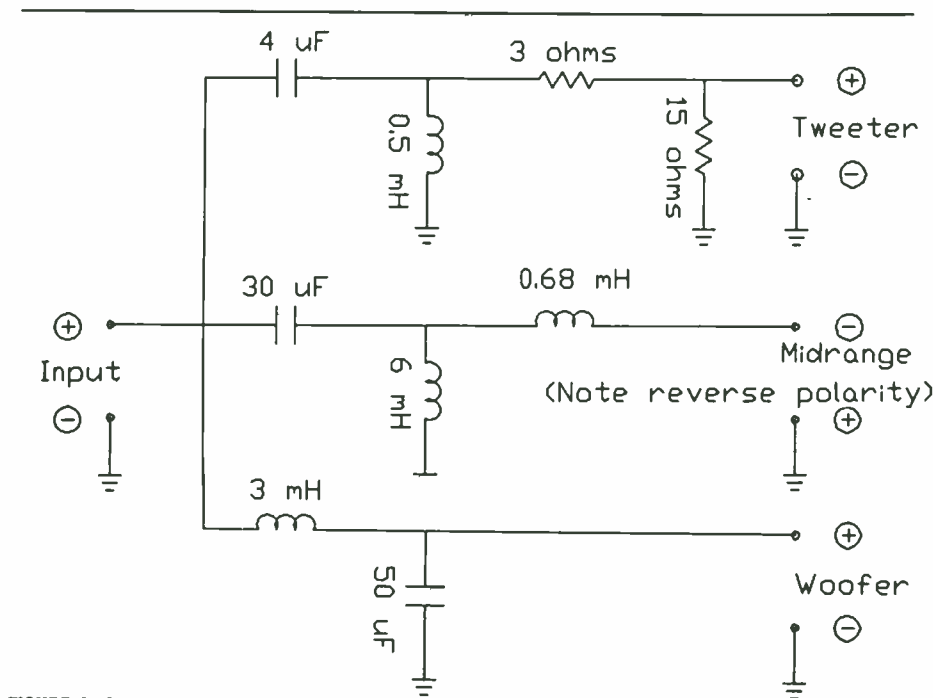 4 uF
3 ohms
0.5 mH
15 ohms
+
Tweeter
-
30 uF
0.68 mH
+
Input
-
6 mH
-
Midrange
(Note reverse polarity)
+
3 mH
50 uF
+
Woofer
-